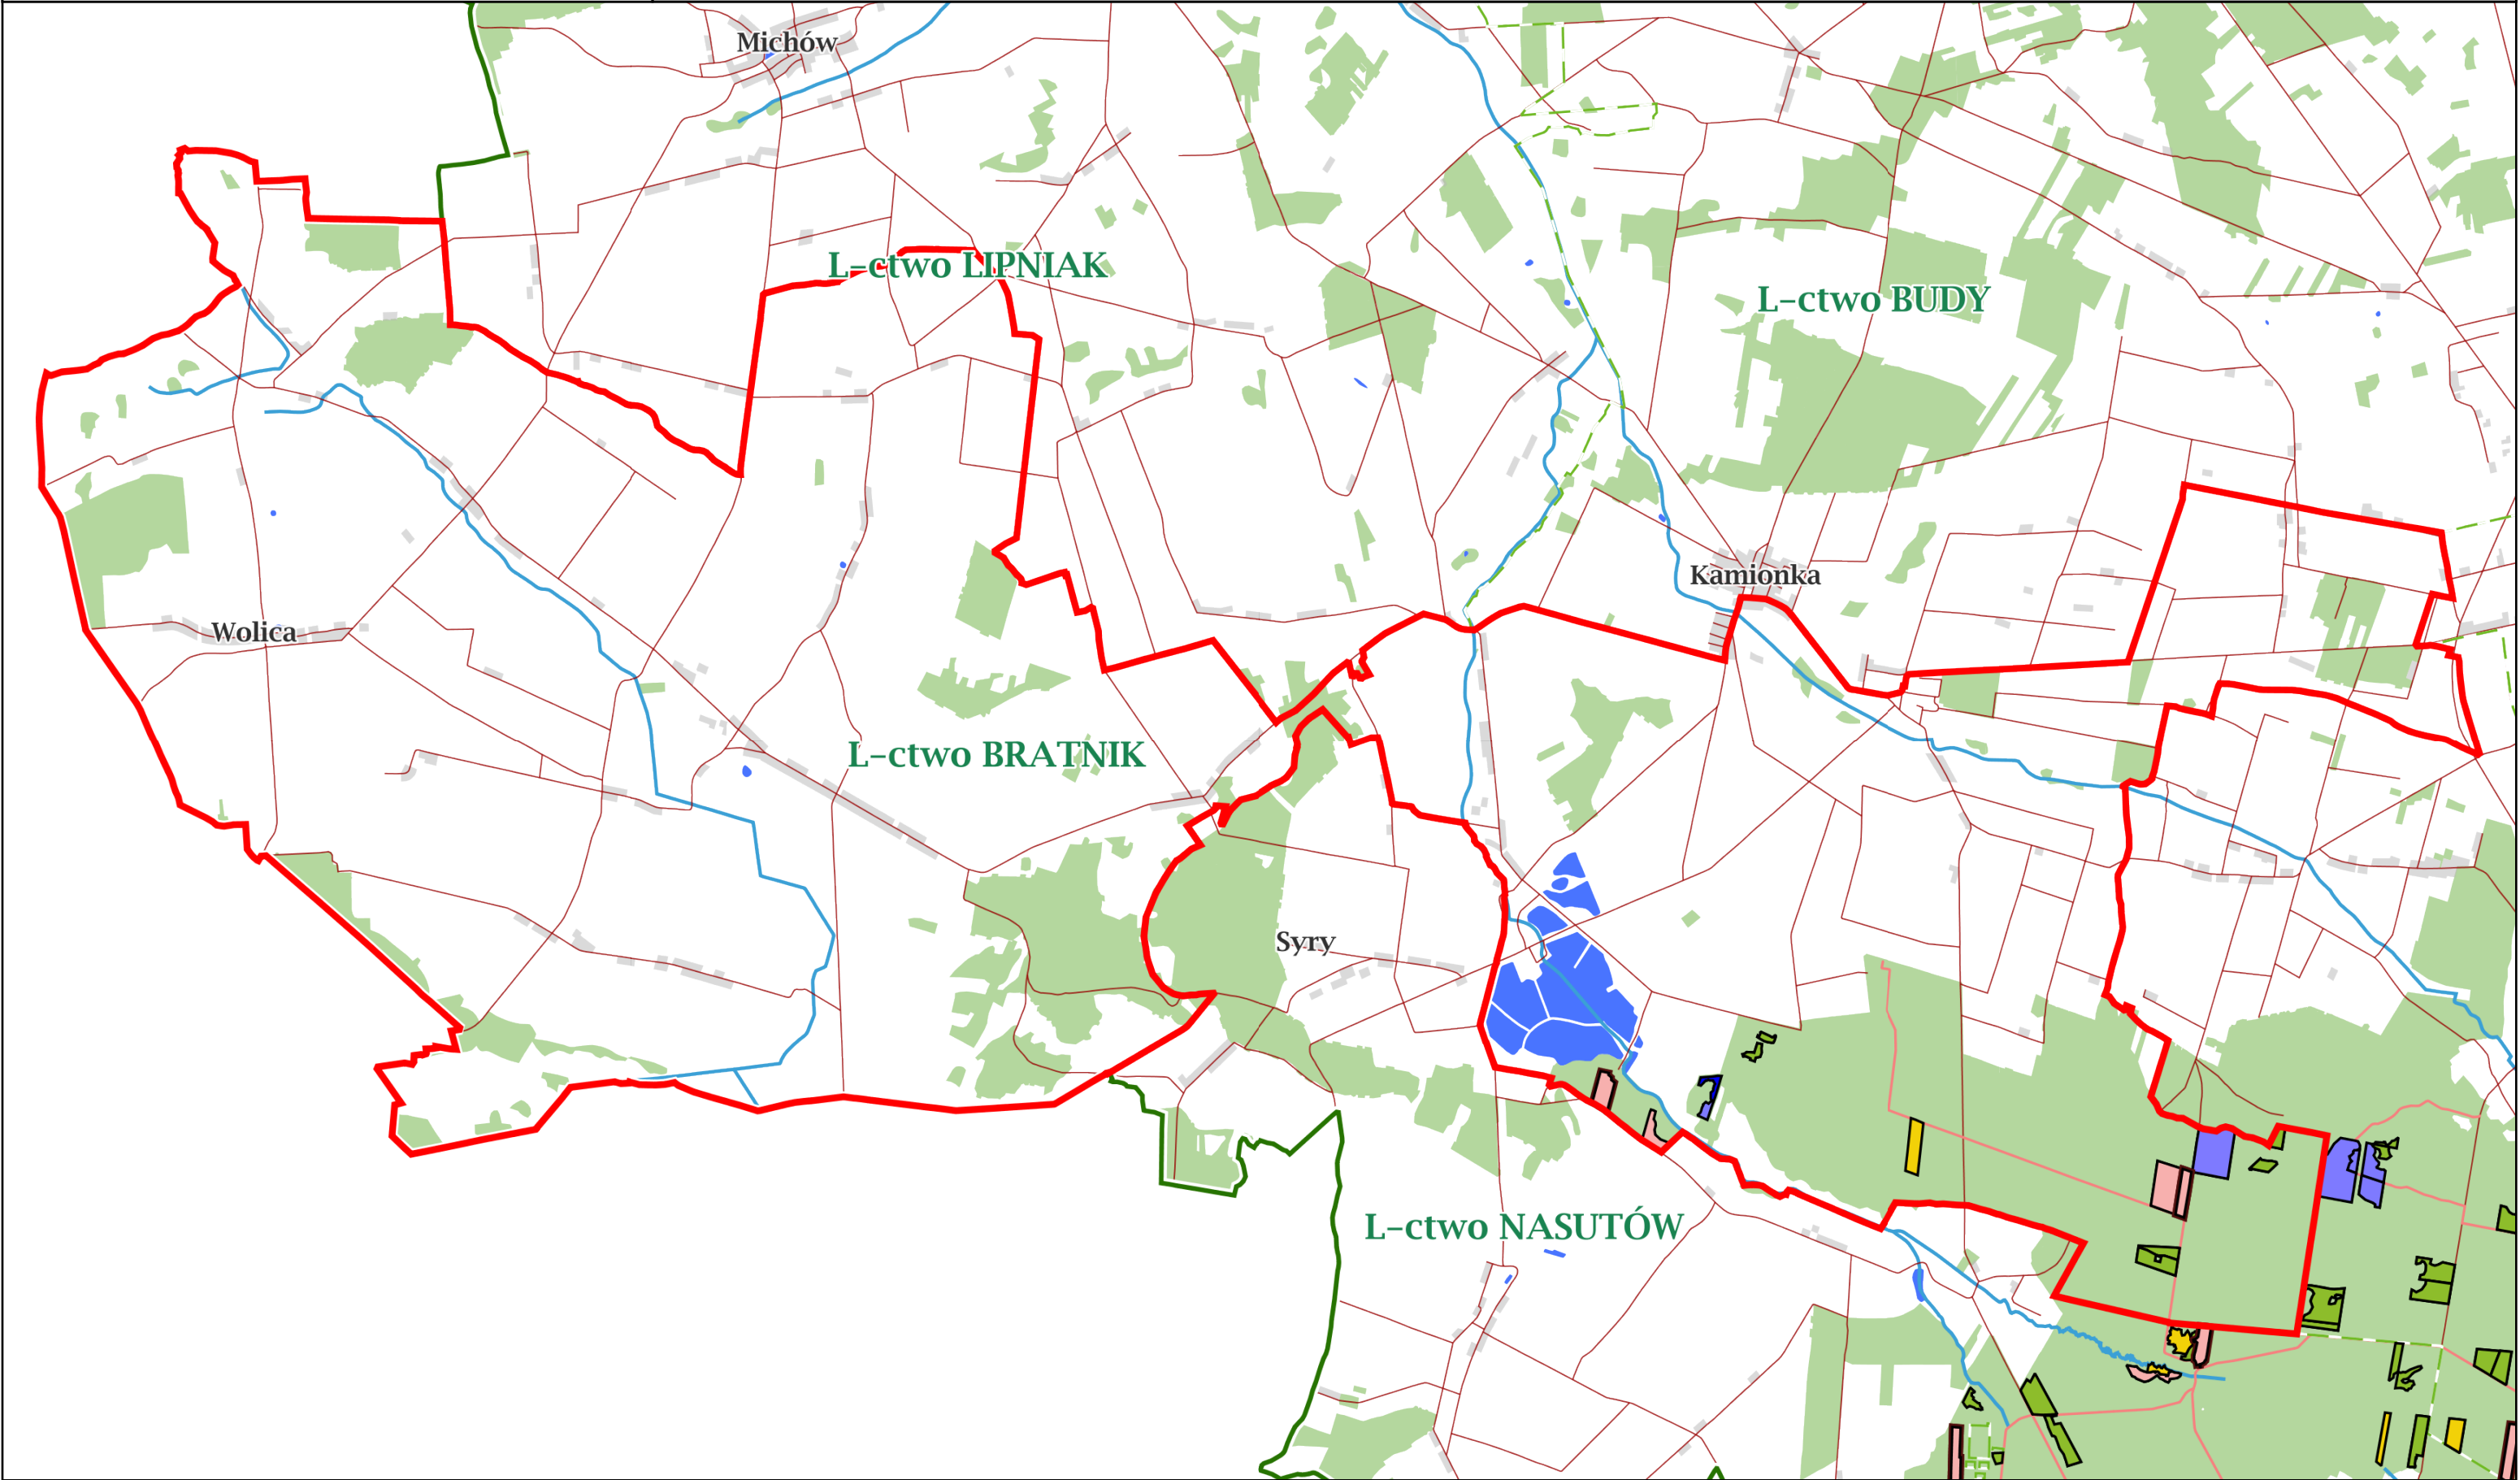 Michów
L-ctwo LIPNIAK
L-ctwo BUDY
Kamionka
Wolica
L-ctwo BRATNIK
Syry
L-ctwo NASUTÓW